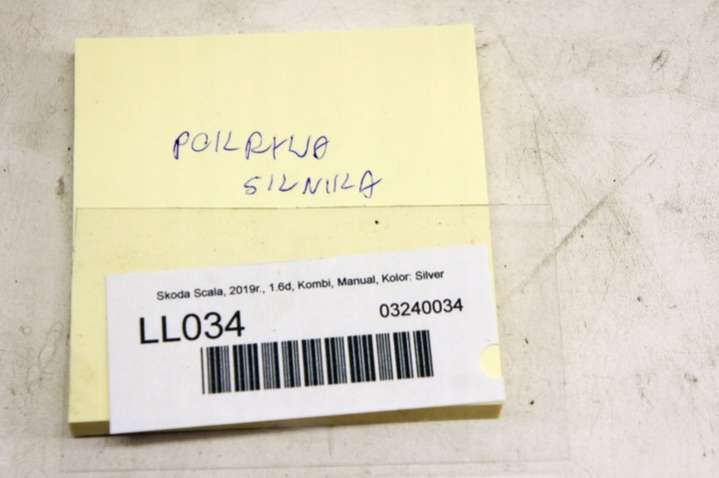 POKRYWA
SILNIKA
Skoda Scala, 2019r., 1.6d, Kombi, Manual, Kolor: Silver
LL034
03240034